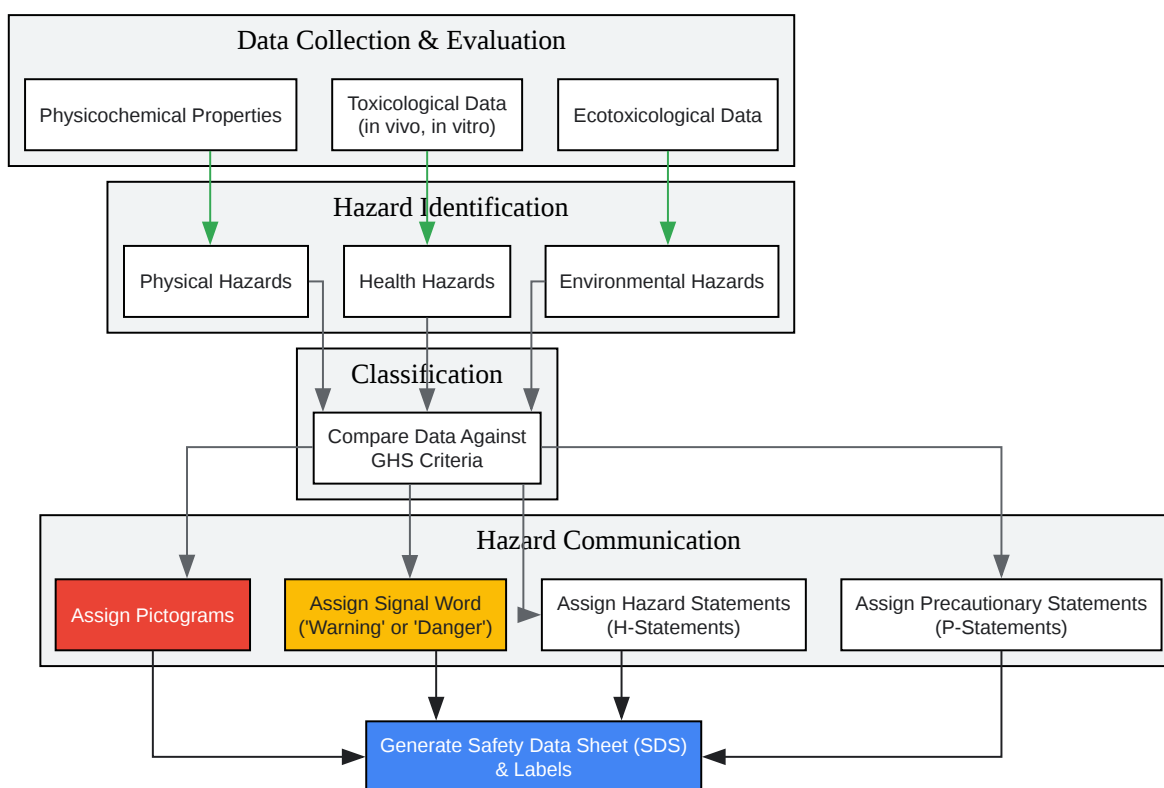 Data Collection & Evaluation
Physicochemical Properties
Toxicological Data
(in vivo, in vitro)
Ecotoxicological Data
Hazard Identification
Physical Hazards
Health Hazards
Environmental Hazards
Classification
Compare Data Against
GHS Criteria
Hazard Communication
Assign Pictograms
Assign Signal Word
('Warning' or 'Danger')
Assign Hazard Statements
(H-Statements)
Assign Precautionary Statements
(P-Statements)
Generate Safety Data Sheet (SDS)
& Labels